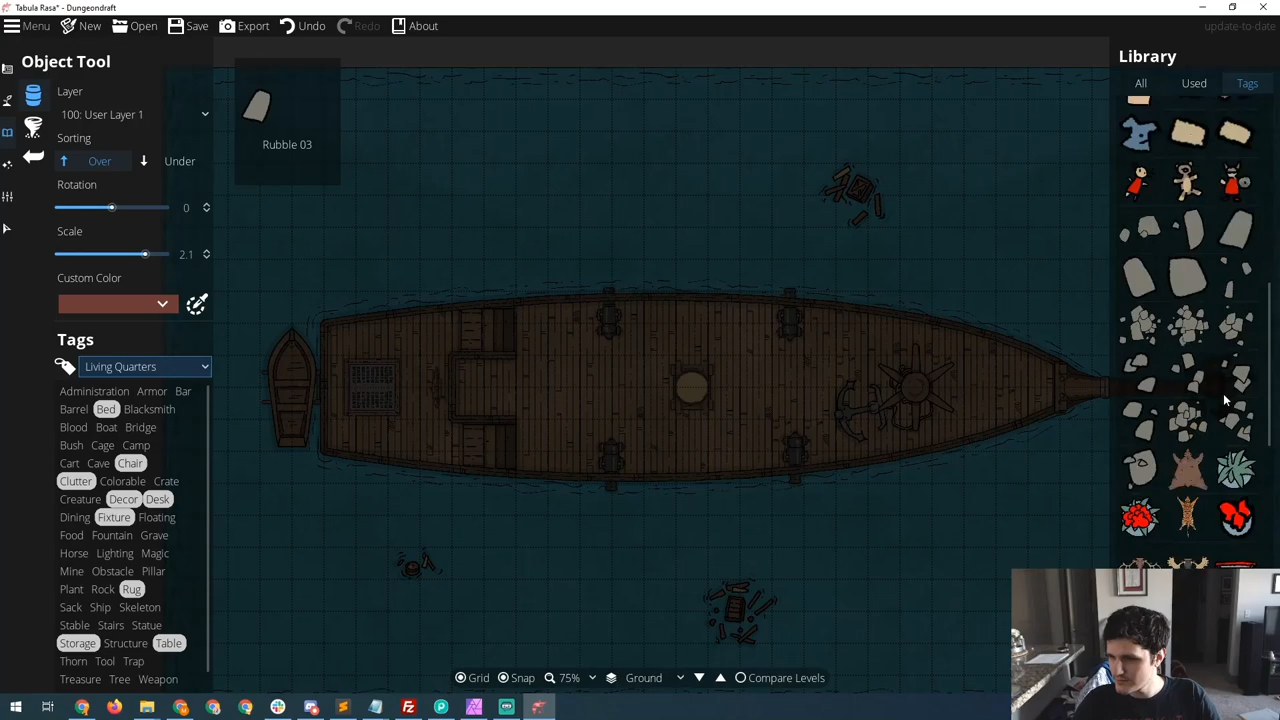 Tabula Rasa* - Dungeondraft
Menu New Open Save Export Undo Redo About update-to-date
Object Tool
Layer
100: User Layer 1
Sorting
Over Under
Rotation
0
Scale
2.1
Custom Color
Tags
Living Quarters
Administration Armor Bar
Barrel Bed Blacksmith
Blood Boat Bridge
Bush Cage Camp
Cart Cave Chair
Clutter Colorable Crate
Creature Decor Desk
Dining Fixture Floating
Food Fountain Grave
Horse Lighting Magic
Mine Obstacle Pillar
Plant Rock Rug
Sack Ship Skeleton
Stable Stairs Statue
Storage Structure Table
Thorn Tool Trap
Treasure Tree Weapon
Rubble 03
Library
All Used Tags
Grid Snap 75% Ground Compare Levels